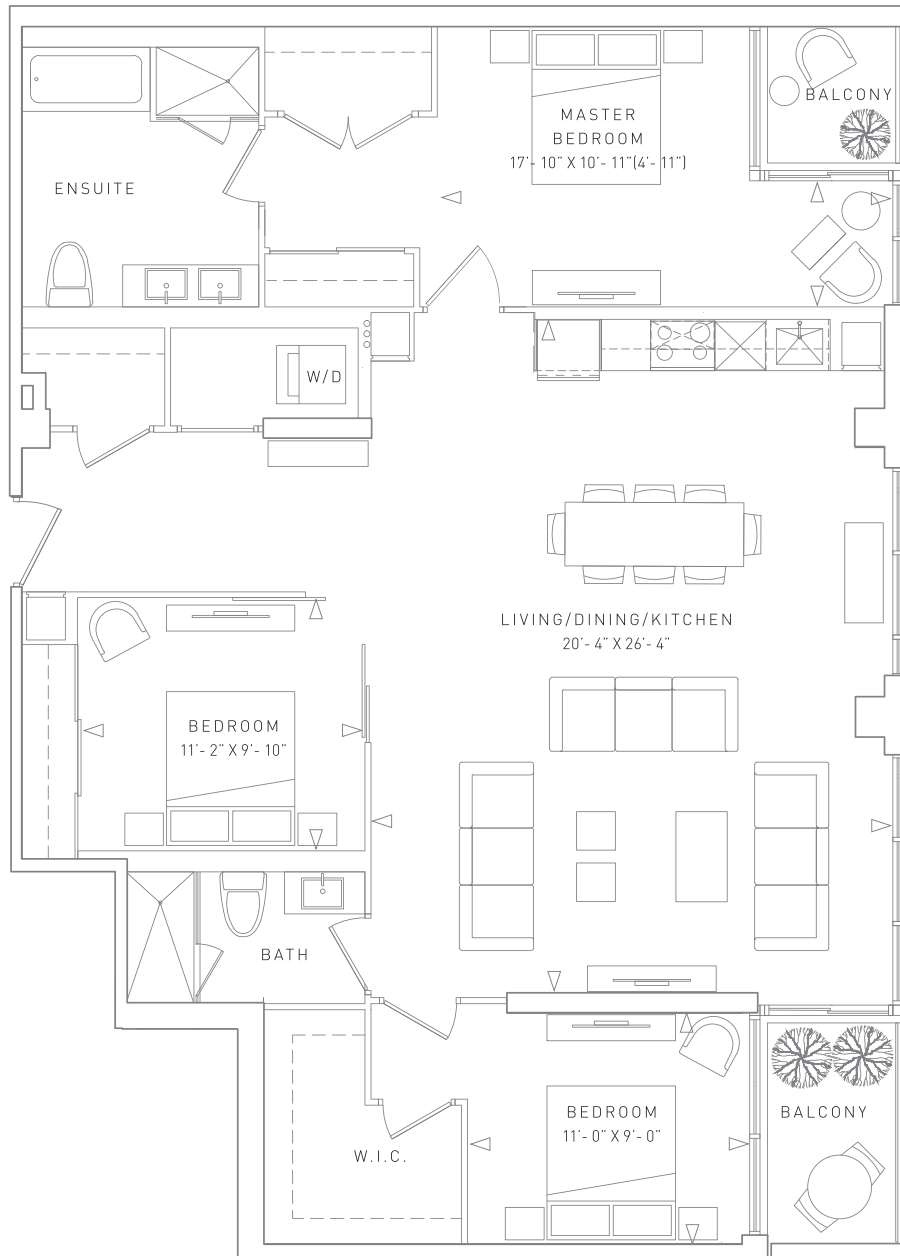 BALCONY
MASTER
BEDROOM
17'- 10" X 10'- 11"(4'- 11")
ENSUITE
W/D
LIVING/DINING/KITCHEN
20'- 4" X 26'- 4"
BEDROOM
11'- 2" X 9'- 10"
BATH
BEDROOM
11'- 0" X 9'- 0"
BALCONY
W.I.C.